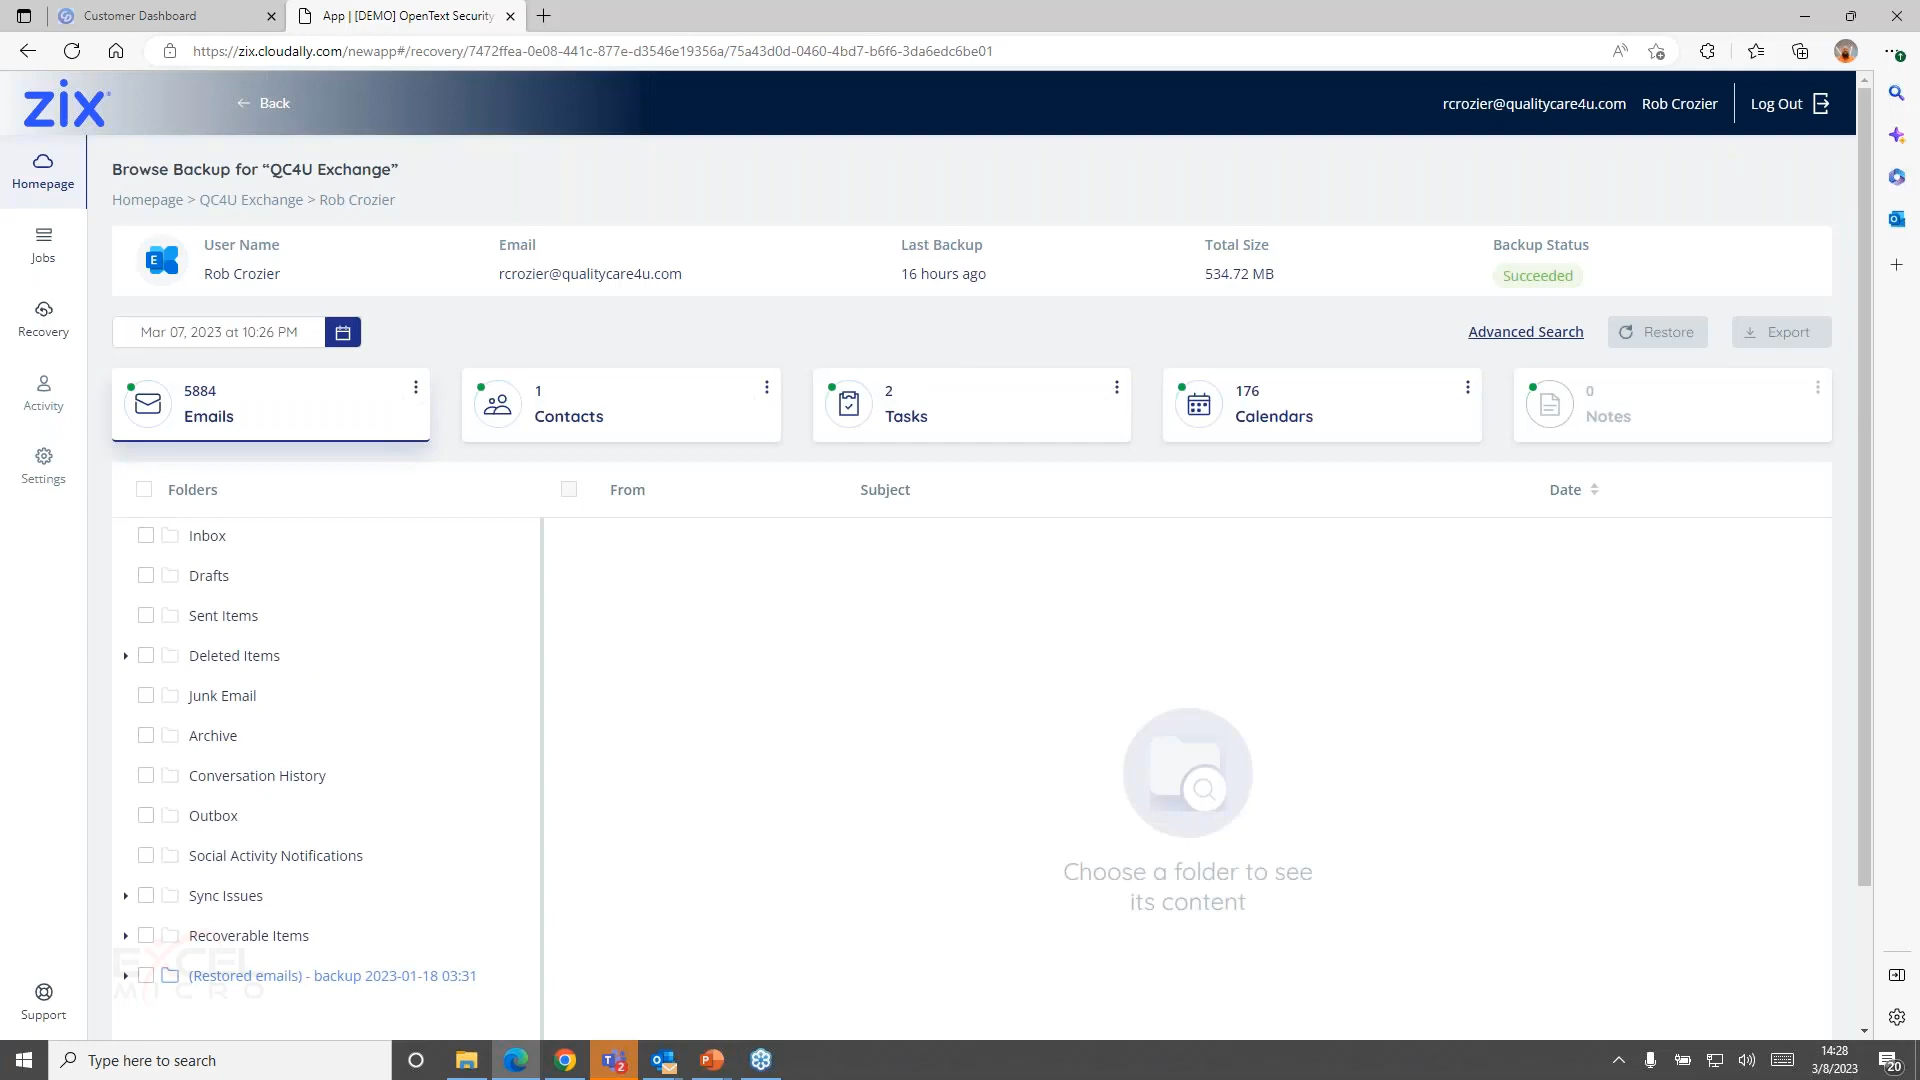 Customer Dashboard
App | [DEMO] OpenText Security
https://zix.cloudally.com/newapp#/recovery/7472ffea-0e08-441c-877e-d3546e19356a/75a43d0d-0460-4bd7-b6f6-3da6edc6be01
zix
Back
rcrozier@qualitycare4u.com Rob Crozier Log Out
Homepage
Jobs
Recovery
Activity
Settings
Support
Browse Backup for “QC4U Exchange”
Homepage > QC4U Exchange > Rob Crozier
User Name Email Last Backup Total Size Backup Status
Rob Crozier rcrozier@qualitycare4u.com 16 hours ago 534.72 MB Succeeded
Mar 07, 2023 at 10:26 PM
Advanced Search Restore Export
5884
Emails
1
Contacts
2
Tasks
176
Calendars
0
Notes
Folders From Subject Date
Inbox
Drafts
Sent Items
Deleted Items
Junk Email
Archive
Conversation History
Outbox
Social Activity Notifications
Sync Issues
Recoverable Items
(Restored emails) - backup 2023-01-18 03:31
EXCEL
MICRO
Choose a folder to see
its content
Type here to search
14:28
3/8/2023
20